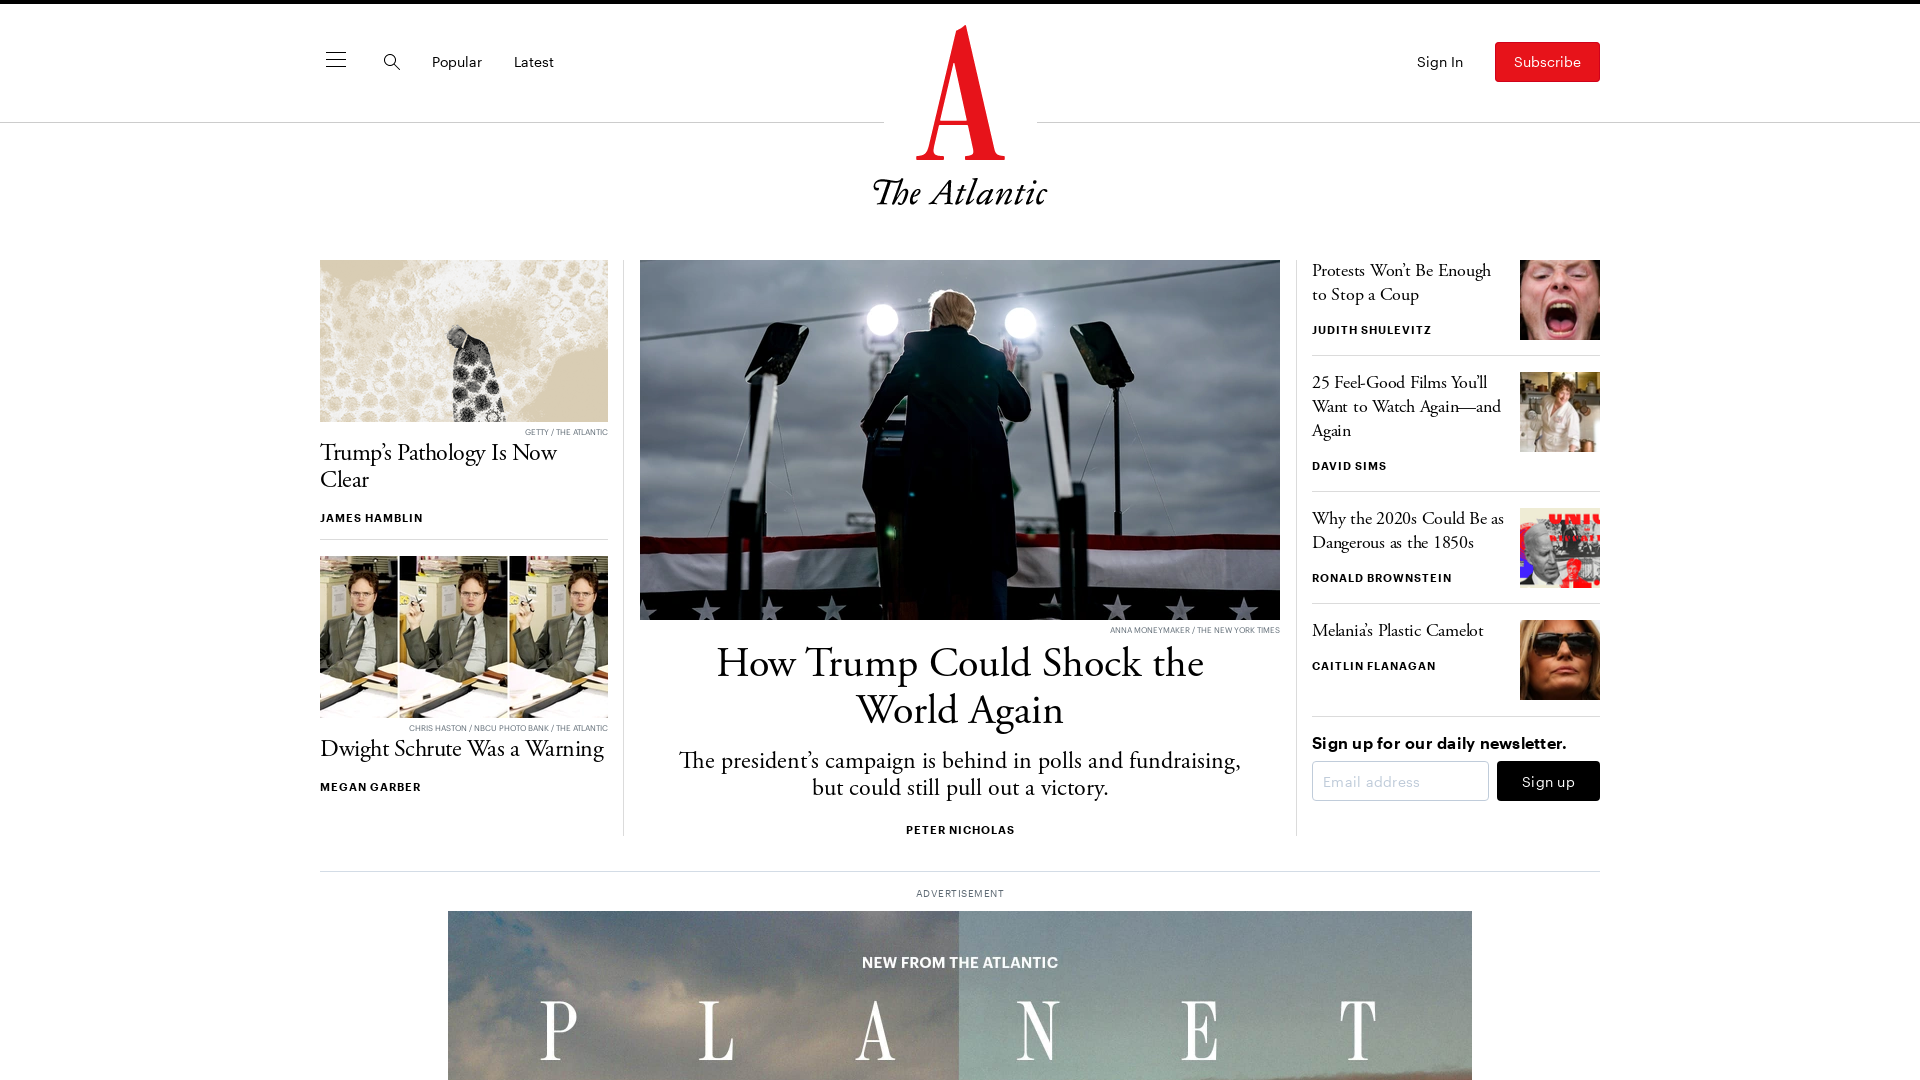 Popular
Latest
Sign In
Subscribe
A
The Atlantic
GETTY / THE ATLANTIC
Trump’s Pathology Is Now
Clear
JAMES HAMBLIN
CHRIS HASTON / NBCU PHOTO BANK / THE ATLANTIC
Dwight Schrute Was a Warning
MEGAN GARBER
ANNA MONEYMAKER / THE NEW YORK TIMES
How Trump Could Shock the
World Again
The president’s campaign is behind in polls and fundraising,
but could still pull out a victory.
PETER NICHOLAS
Protests Won’t Be Enough
to Stop a Coup
JUDITH SHULEVITZ
25 Feel-Good Films You’ll
Want to Watch Again—and
Again
DAVID SIMS
Why the 2020s Could Be as
Dangerous as the 1850s
RONALD BROWNSTEIN
Melania’s Plastic Camelot
CAITLIN FLANAGAN
Sign up for our daily newsletter.
Email address
Sign up
ADVERTISEMENT
NEW FROM THE ATLANTIC
PLANET